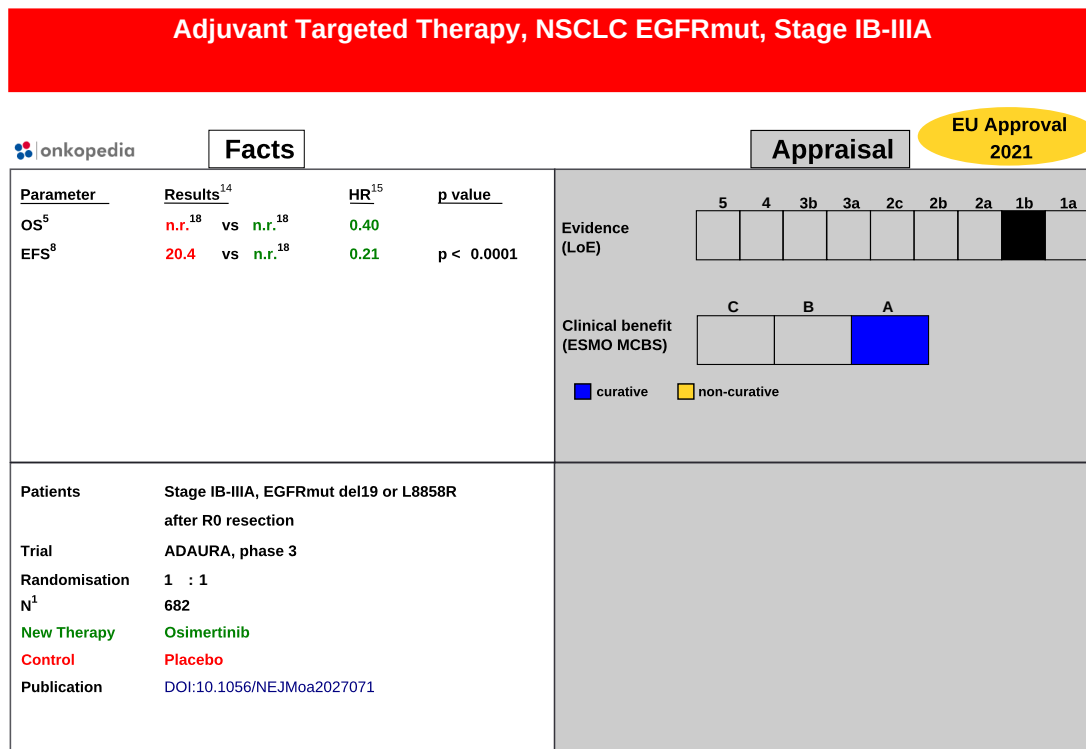 Adjuvant Targeted Therapy, NSCLC EGFRmut, Stage IB-IIIA
EU Approval
2021
onkopedia
Facts
Appraisal
Parameter Results14 HR15 p value
OS5 n.r.18 vs n.r.18 0.40
EFS8 20.4 vs n.r.18 0.21 p < 0.0001
5 4 3b 3a 2c 2b 2a 1b 1a
Evidence
(LoE)
C B A
Clinical benefit
(ESMO MCBS)
curative non-curative
Patients Stage IB-IIIA, EGFRmut del19 or L8858R
after R0 resection
Trial ADAURA, phase 3
Randomisation 1 : 1
N1 682
New Therapy Osimertinib
Control Placebo
Publication DOI:10.1056/NEJMoa2027071